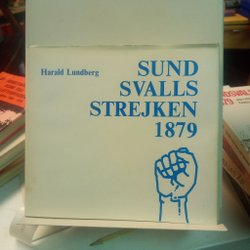 Harald Lundberg
SUND
SVALLS
STREJKEN
1879